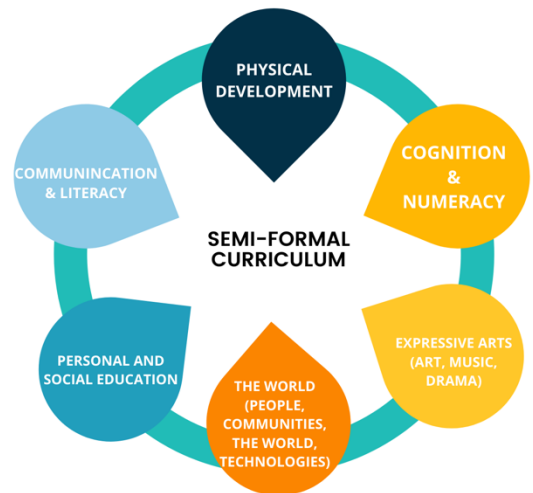 PHYSICAL
DEVELOPMENT
COGNITION
&
NUMERACY
EXPRESSIVE ARTS
(ART, MUSIC,
DRAMA)
THE WORLD
(PEOPLE,
COMMUNITIES,
THE WORLD,
TECHNOLOGIES)
PERSONAL AND
SOCIAL EDUCATION
COMMUNINCATION
& LITERACY
SEMI-FORMAL
CURRICULUM